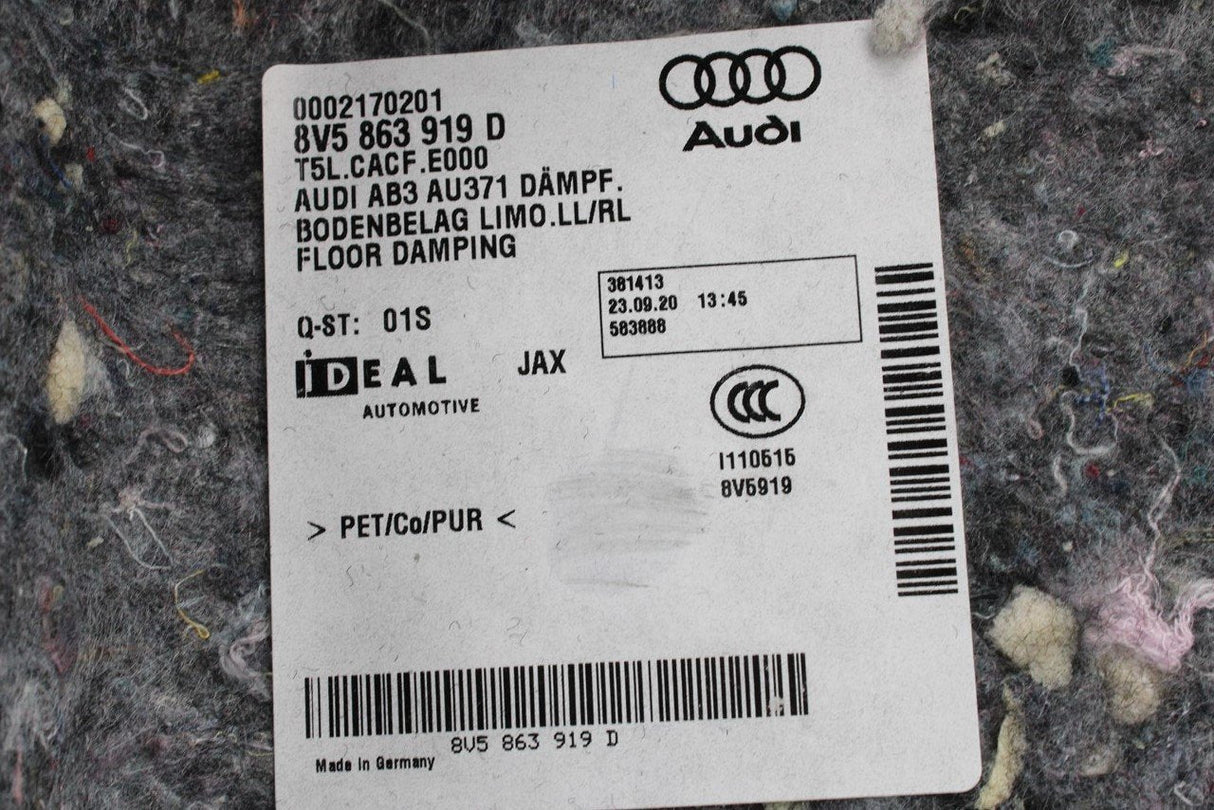 0002170201
8V5 863 919 D
T5L.CACF.E000
AUDI AB3 AU371 DÄMPF.
BODENBELAG LIMO.LL/RL
FLOOR DAMPING
Audi
381413
23.09.20 13:45
583888
Q-ST: 01S
iDEAL
AUTOMOTIVE
JAX
CCC
I110515
8V5919
> PET/Co/PUR <
8V5 863 919 D
Made in Germany